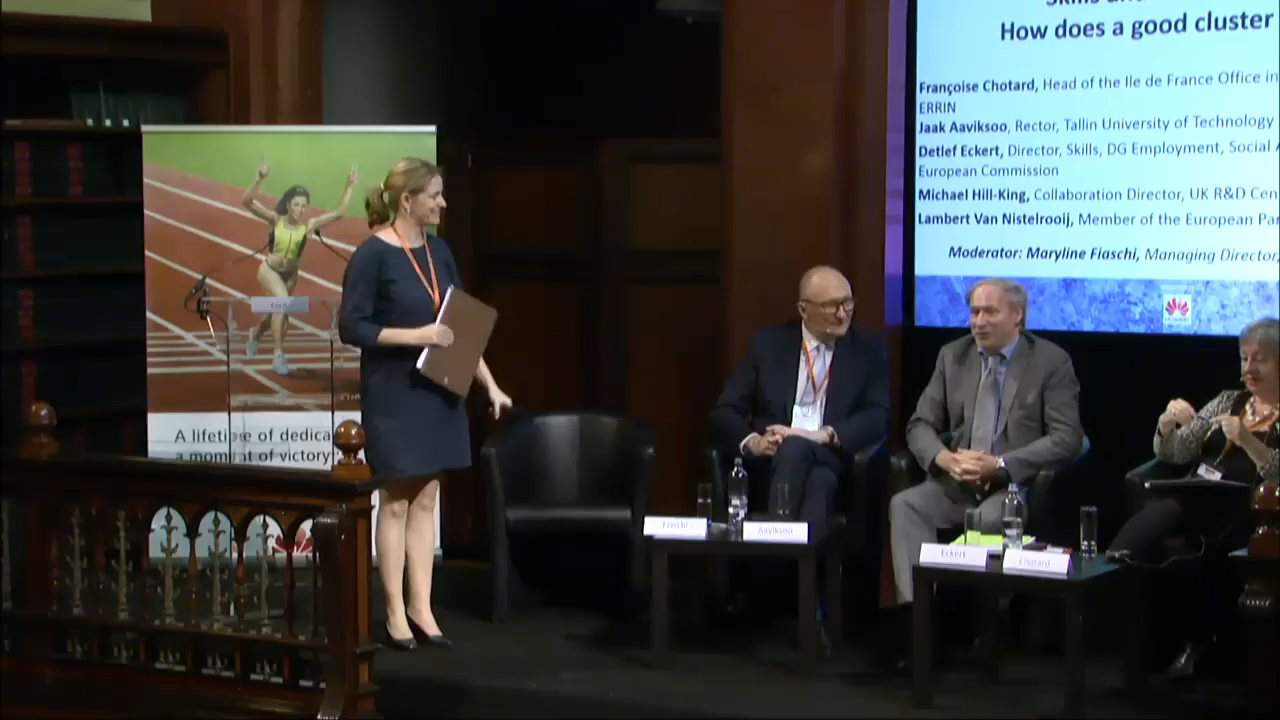 How does a good cluster
Françoise Chotard, Head of the Ile de France Office in
ERRIN
Jaak Aaviksoo, Rector, Tallin University of Technology
Detlef Eckert, Director, Skills, DG Employment, Social
European Commission
Michael Hill-King, Collaboration Director, UK R&D Cen
Lambert Van Nistelrooij, Member of the European Pa
Moderator: Maryline Fiaschi, Managing Director,
HUAWEI
A lifetime of dedica
a moment of victory
Fiaschi
Aaviksoo
Eckert
Chotard